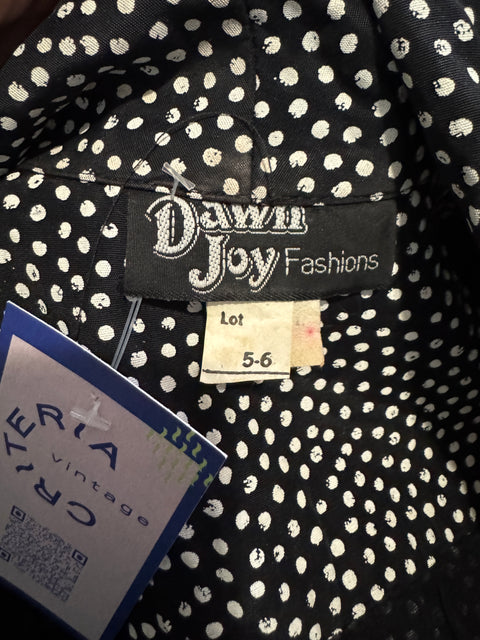 Dawn
Joy Fashions
Lot
5-6
CRITERIA
vintage